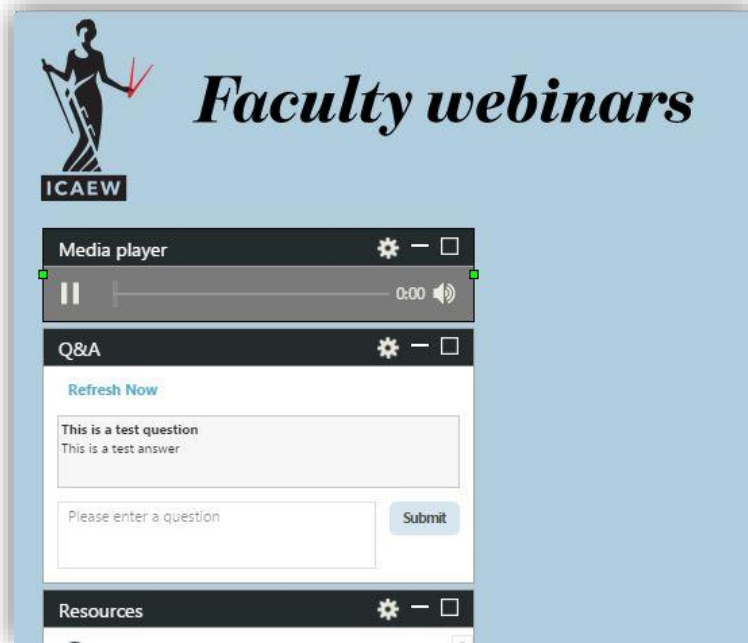 Faculty webinars
ICAEW
Media player
0:00
Q&A
Refresh Now
This is a test question
This is a test answer
Please enter a question
Submit
Resources